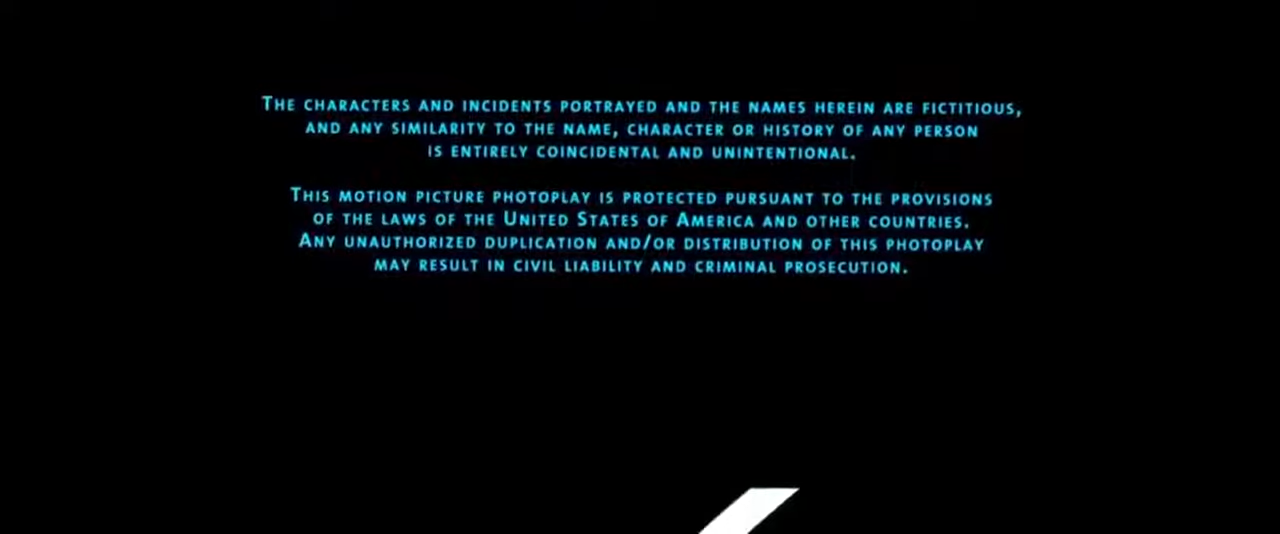 The characters and incidents portrayed and the names herein are fictitious,
and any similarity to the name, character or history of any person
is entirely coincidental and unintentional.
This motion picture photoplay is protected pursuant to the provisions
of the laws of the United States of America and other countries.
Any unauthorized duplication and/or distribution of this photoplay
may result in civil liability and criminal prosecution.